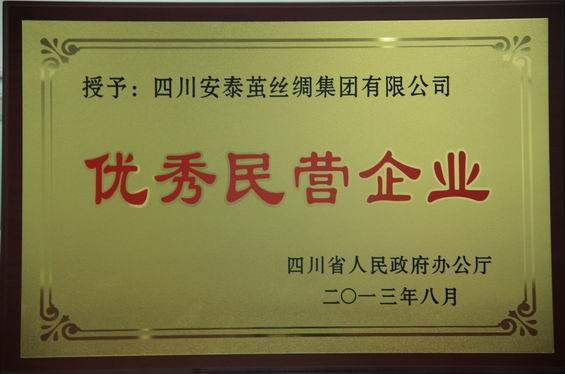 授予：四川安泰茧丝绸集团有限公司
优秀民营企业
四川省人民政府办公厅
二〇一三年八月